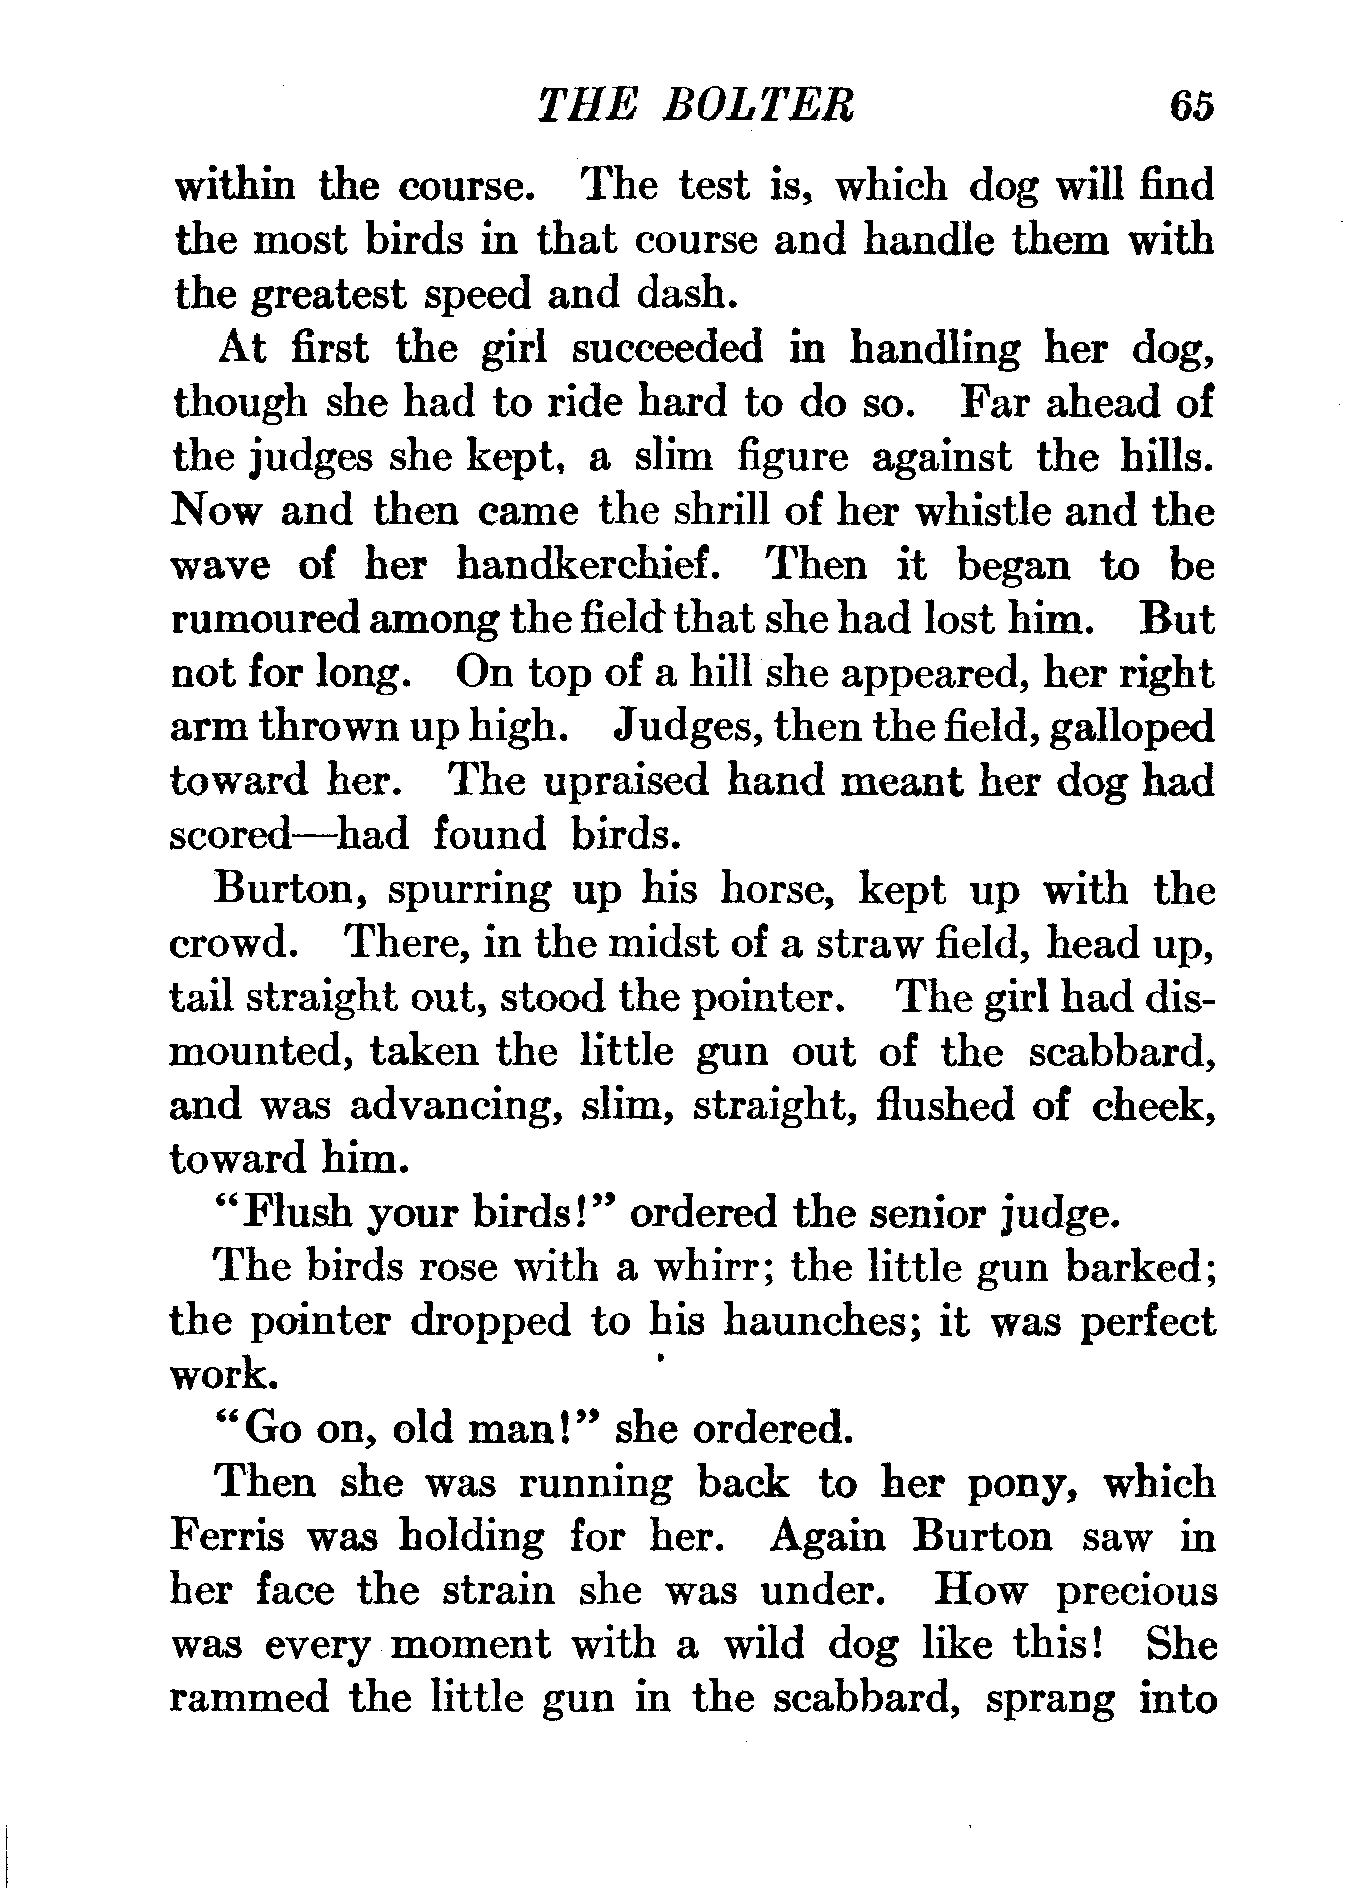 THE BOLTER 65
within the course. The test is, which dog will find
the most birds in that course and handle them with
the greatest speed and dash.
At first the girl succeeded in handling her dog,
though she had to ride hard to do so. Far ahead of
the judges she kept, a slim figure against the hills.
Now and then came the shrill of her whistle and the
wave of her handkerchief. Then it began to be
rumoured among the field that she had lost him. But
not for long. On top of a hill she appeared, her right
arm thrown up high. Judges, then the field, galloped
toward her. The upraised hand meant her dog had
scored—had found birds.
Burton, spurring up his horse, kept up with the
crowd. There, in the midst of a straw field, head up,
tail straight out, stood the pointer. The girl had dis-
mounted, taken the little gun out of the scabbard,
and was advancing, slim, straight, flushed of cheek,
toward him.
“Flush your birds!” ordered the senior judge.
The birds rose with a whirr; the little gun barked;
the pointer dropped to his haunches; it was perfect
work.
“Go on, old man!” she ordered.
Then she was running back to her pony, which
Ferris was holding for her. Again Burton saw in
her face the strain she was under. How precious
was every moment with a wild dog like this! She
rammed the little gun in the scabbard, sprang into